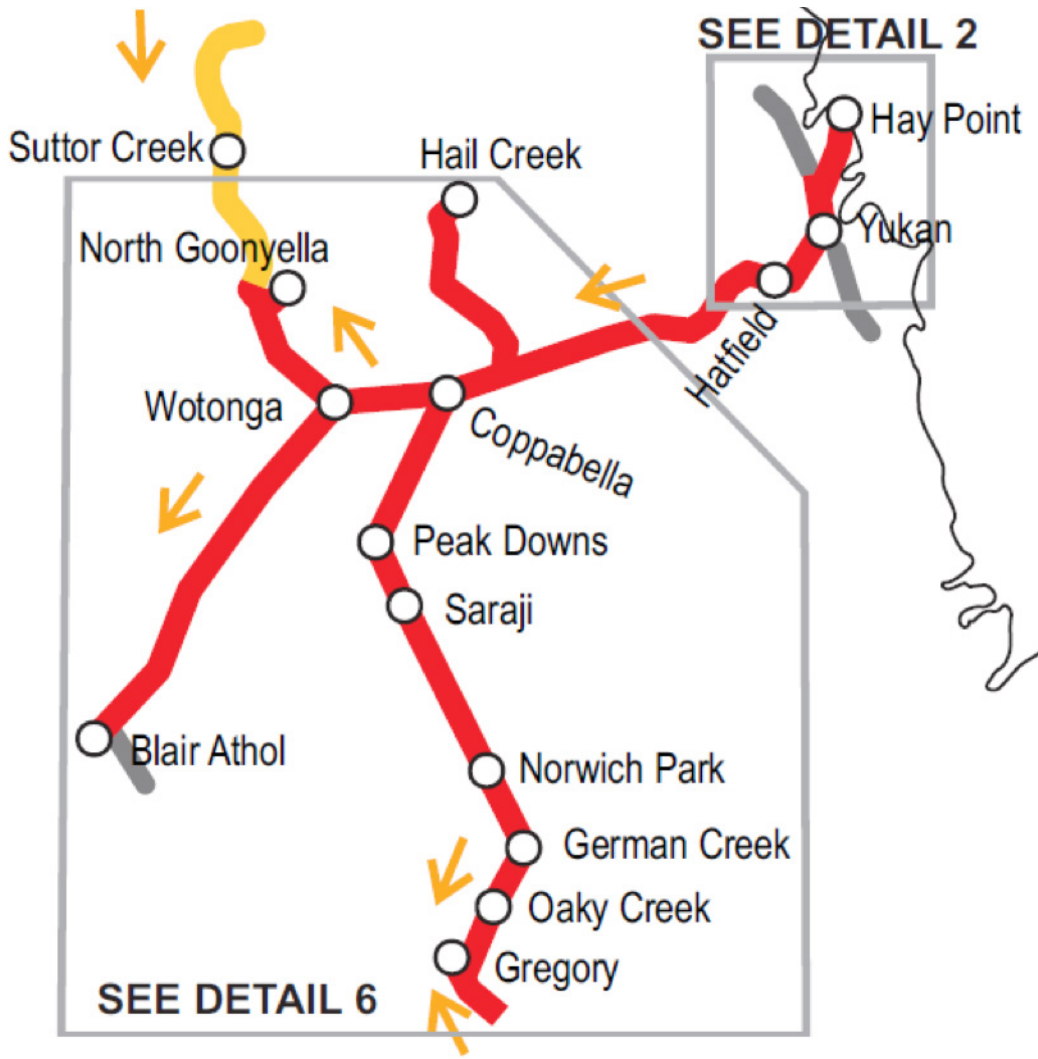 SEE DETAIL 2
Hay Point
Suttor Creek
Hail Creek
Yukan
North Goonyella
Hatfield
Wotonga
Coppabella
Peak Downs
Saraji
Blair Athol
Norwich Park
German Creek
Oaky Creek
Gregory
SEE DETAIL 6